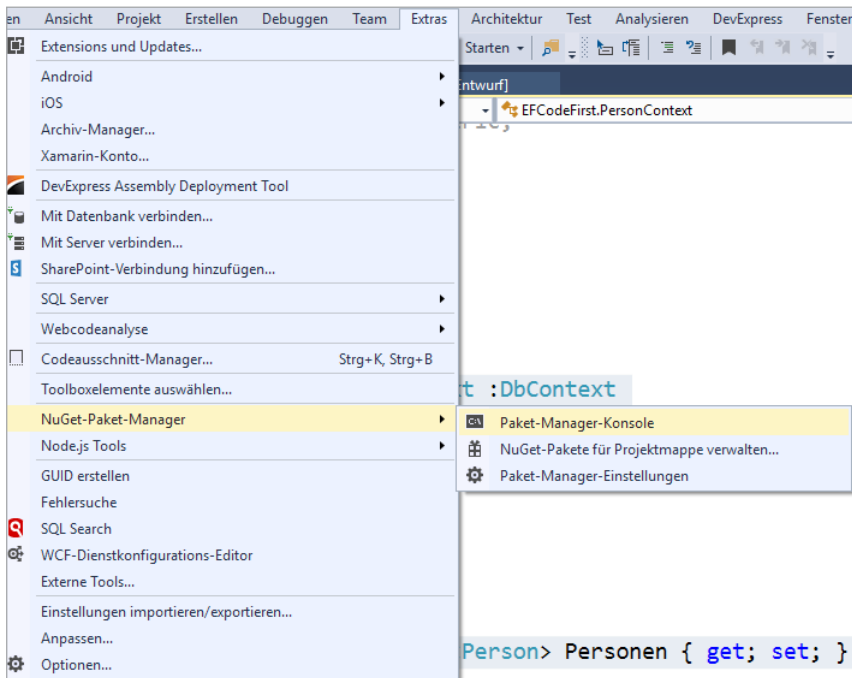 en Ansicht Projekt Erstellen Debuggen Team Extras Architektur Test Analysieren DevExpress Fenster
Extensions und Updates...
Starten
Android
Entwurf]
iOS
EFCodeFirst.PersonContext
Archiv-Manager...
Xamarin-Konto...
DevExpress Assembly Deployment Tool
Mit Datenbank verbinden...
Mit Server verbinden...
SharePoint-Verbindung hinzufügen...
SQL Server
Webcodeanalyse
Codeausschnitt-Manager... Strg+K, Strg+B
Toolboxelemente auswählen...
t :DbContext
NuGet-Paket-Manager
Paket-Manager-Konsole
Node.js Tools
NuGet-Pakete für Projektmappe verwalten...
GUID erstellen
Paket-Manager-Einstellungen
Fehlersuche
SQL Search
WCF-Dienstkonfigurations-Editor
Externe Tools...
Einstellungen importieren/exportieren...
Anpassen...
Person> Personen { get; set; }
Optionen...